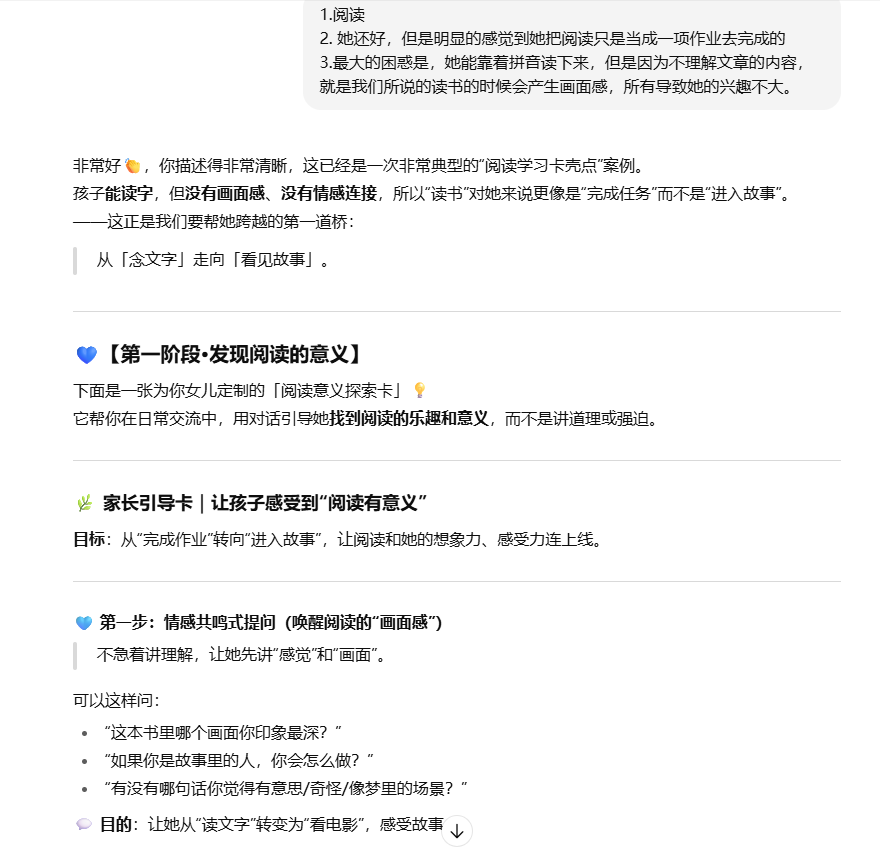 1.阅读
2. 她还好，但是明显的感觉到她把阅读只是当成一项作业去完成的
3.最大的困惑是，她能靠着拼音读下来，但是因为不理解文章的内容，
就是我们所说的读书的时候会产生画面感，所有导致她的兴趣不大。
非常好👏，你描述得非常清晰，这已经是一次非常典型的“阅读学习卡壳点”案例。
孩子能读字，但没有画面感、没有情感连接，所以“读书”对她来说更像是“完成任务”而不是“进入故事”。
——这正是我们要帮她跨越的第一道桥：
从「念文字」走向「看见故事」。
💙【第一阶段·发现阅读的意义】
下面是一张为你女儿定制的「阅读意义探索卡」💡
它帮你在日常交流中，用对话引导她找到阅读的乐趣和意义，而不是讲道理或强迫。
🌿 家长引导卡｜让孩子感受到“阅读有意义”
目标：从“完成作业”转向“进入故事”，让阅读和她的想象力、感受力连上线。
🩵 第一步：情感共鸣式提问（唤醒阅读的“画面感”）
不急着讲理解，让她先讲“感觉”和“画面”。
可以这样问：
• “这本书里哪个画面你印象最深？”
• “如果你是故事里的人，你会怎么做？”
• “有没有哪句话你觉得有意思/奇怪/像梦里的场景？”
💬 目的：让她从“读文字”转变为“看电影”，感受故事